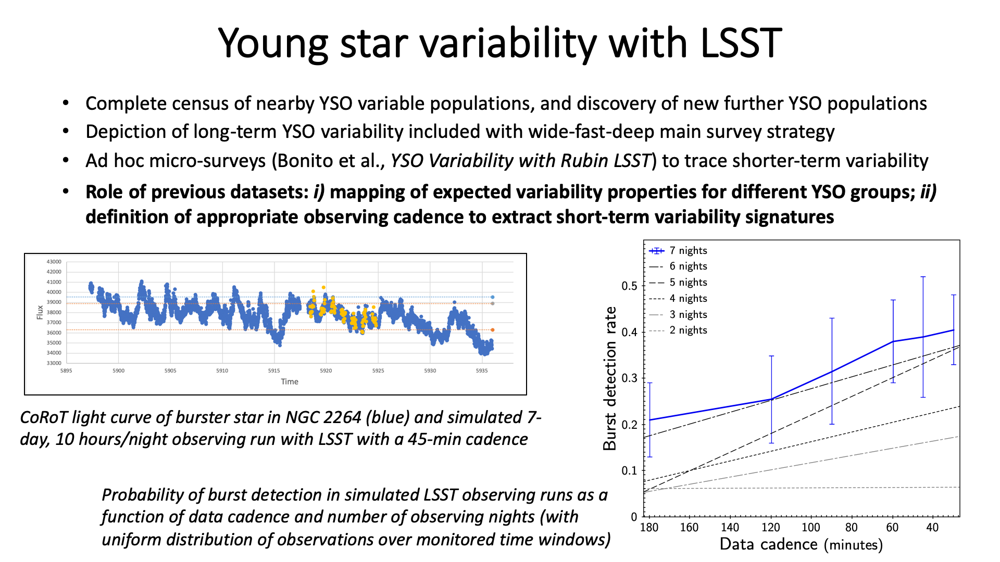 Young star variability with LSST
• Complete census of nearby YSO variable populations, and discovery of new further YSO populations
• Depiction of long-term YSO variability included with wide-fast-deep main survey strategy
• Ad hoc micro-surveys (Bonito et al., YSO Variability with Rubin LSST) to trace shorter-term variability
• Role of previous datasets: i) mapping of expected variability properties for different YSO groups; ii)
definition of appropriate observing cadence to extract short-term variability signatures
43000
42000
41000
40000
39000
38000
37000
36000
35000
34000
33000
Flux
5895 5900 5905 5910 5915 5920 5925 5930 5935
Time
CoRoT light curve of burster star in NGC 2264 (blue) and simulated 7-
day, 10 hours/night observing run with LSST with a 45-min cadence
Probability of burst detection in simulated LSST observing runs as a
function of data cadence and number of observing nights (with
uniform distribution of observations over monitored time windows)
7 nights
6 nights
5 nights
4 nights
3 nights
2 nights
Burst detection rate
0.5
0.4
0.3
0.2
0.1
0
180 160 140 120 100 80 60 40
Data cadence (minutes)